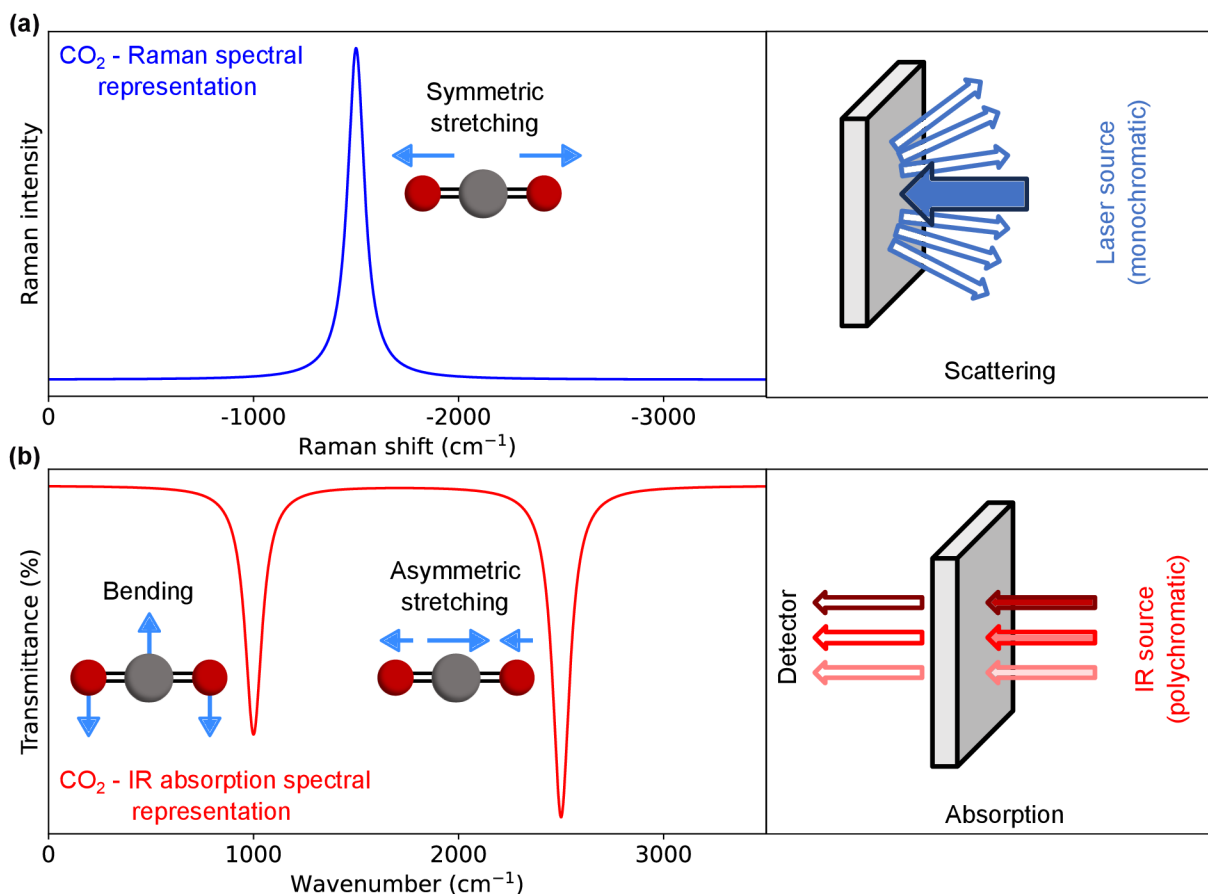 (a)
CO₂ - Raman spectral
representation
Symmetric
stretching
Raman intensity
0
-1000
-2000
-3000
Raman shift (cm⁻¹)
Laser source
(monochromatic)
Scattering
(b)
Bending
Asymmetric
stretching
Transmittance (%)
CO₂ - IR absorption spectral
representation
0
1000
2000
3000
Wavenumber (cm⁻¹)
Detector
IR source
(polychromatic)
Absorption